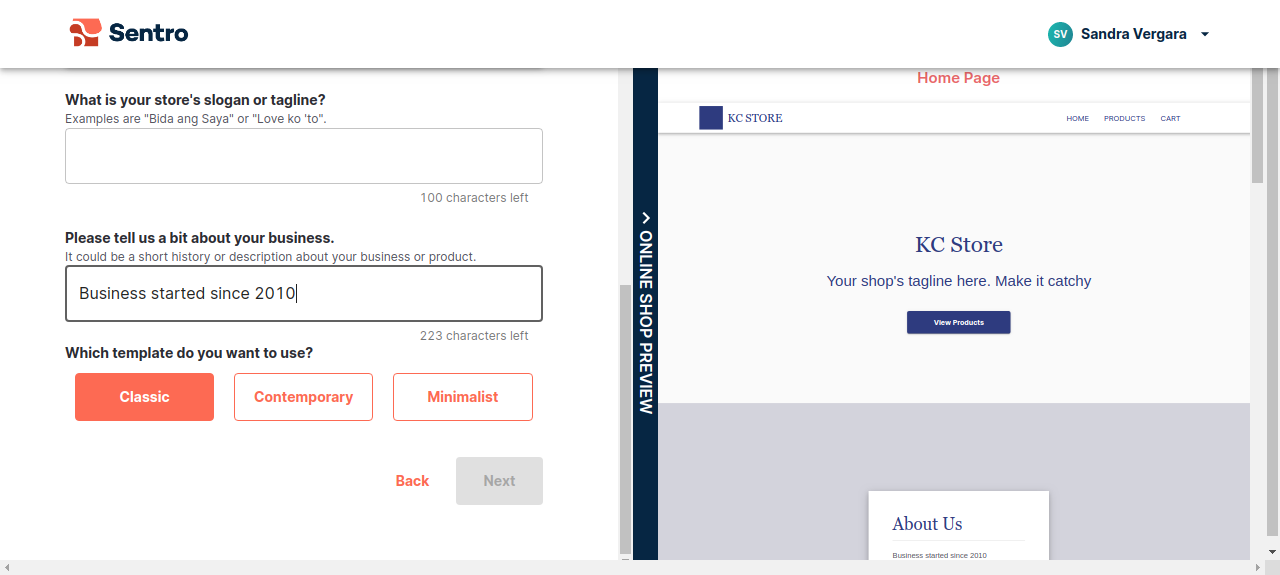 Sentro
SV Sandra Vergara
What is your store's slogan or tagline?
Examples are "Bida ang Saya" or "Love ko 'to".
100 characters left
Please tell us a bit about your business.
It could be a short history or description about your business or product.
Business started since 2010
223 characters left
Which template do you want to use?
Classic
Contemporary
Minimalist
Back
Next
ONLINE SHOP PREVIEW
Home Page
KC STORE
HOME
PRODUCTS
CART
KC Store
Your shop's tagline here. Make it catchy
View Products
About Us
Business started since 2010